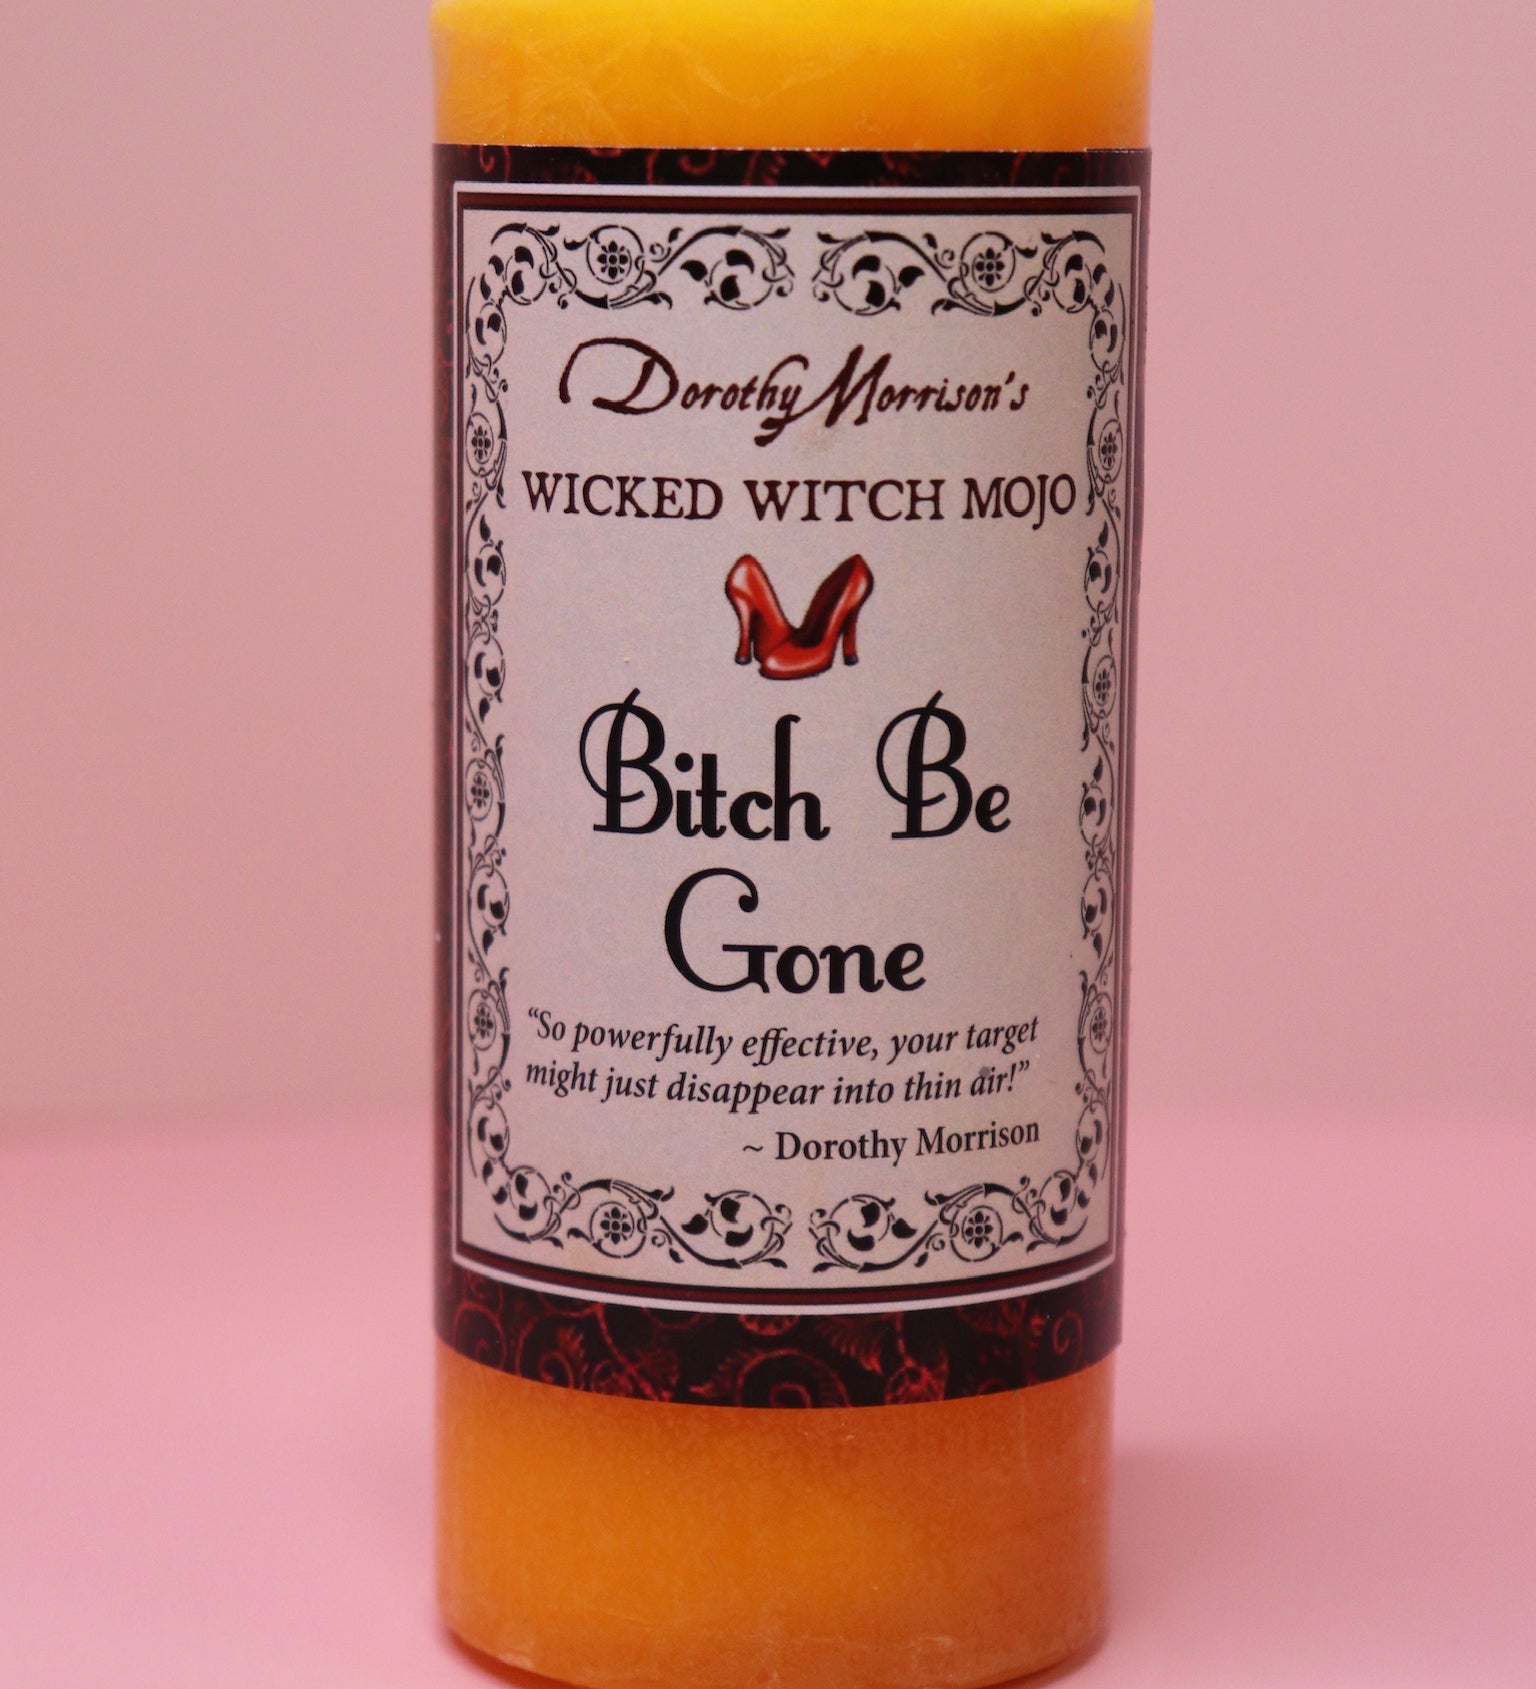 Dorothy Morrison's
WICKED WITCH MOJO
Bitch Be
Gone
“So powerfully effective, your target
might just disappear into thin air!”
~ Dorothy Morrison